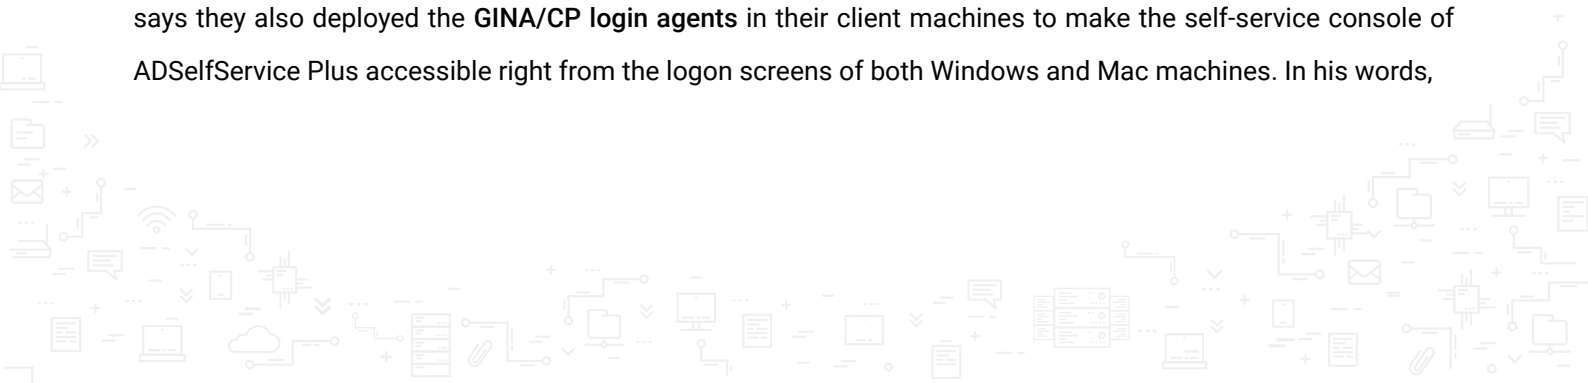 says they also deployed the GINA/CP login agents in their client machines to make the self-service console of
ADSelfService Plus accessible right from the logon screens of both Windows and Mac machines. In his words,